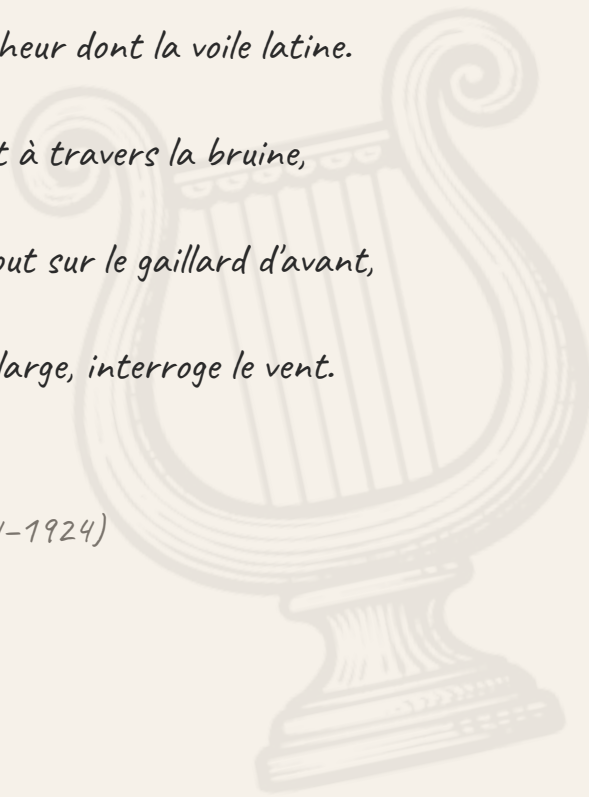 heur dont la voile latine.
t à travers la bruine,
out sur le gaillard d'avant,
large, interroge le vent.
–1924)